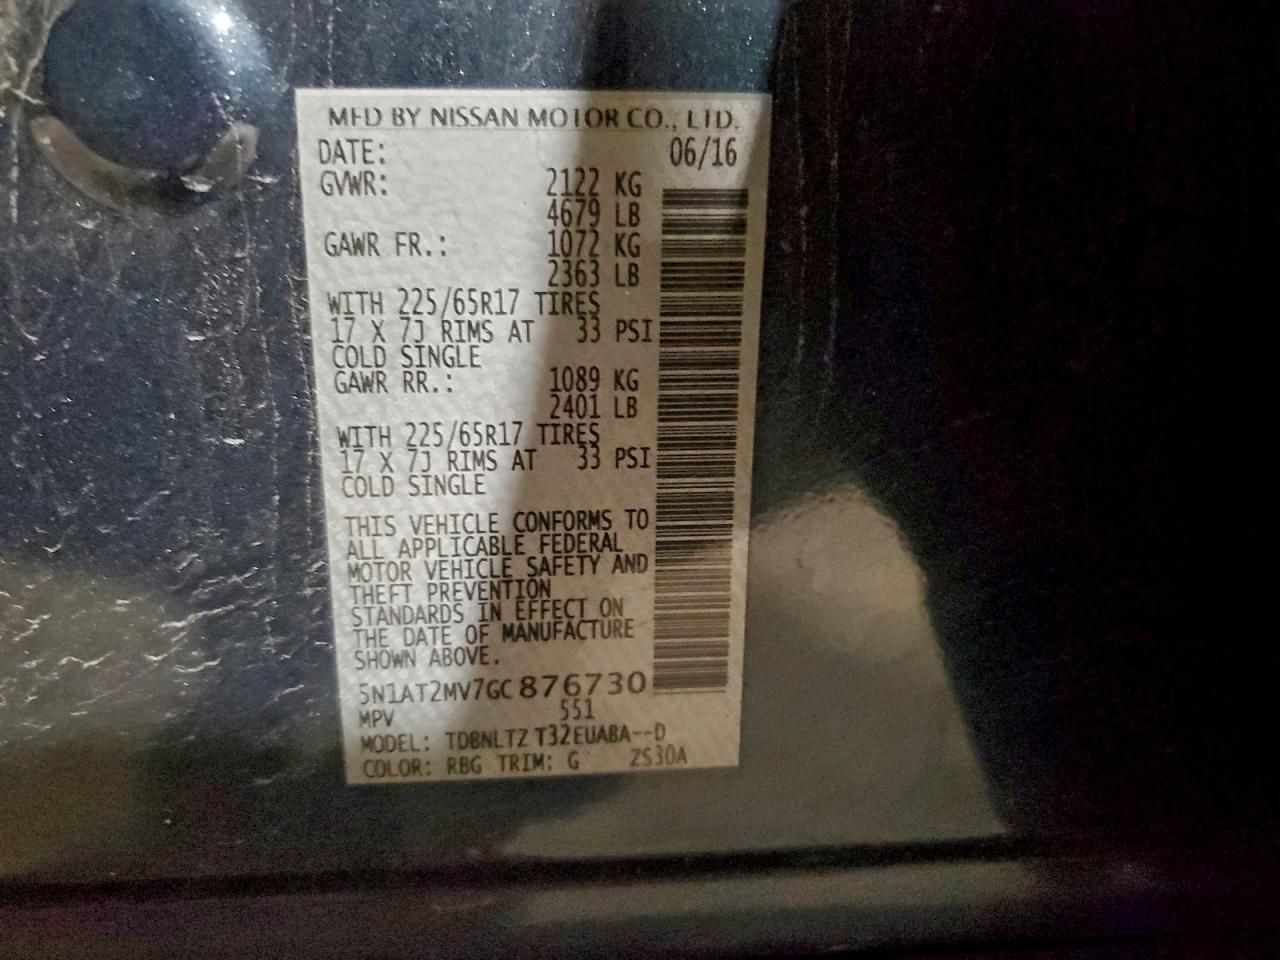 MFD BY NISSAN MOTOR CO., LTD.
DATE: 06/16
GVWR: 2122 KG
4679 LB
GAWR FR.: 1072 KG
2363 LB
WITH 225/65R17 TIRES
17 X 7J RIMS AT 33 PSI
COLD SINGLE
GAWR RR.: 1089 KG
2401 LB
WITH 225/65R17 TIRES
17 X 7J RIMS AT 33 PSI
COLD SINGLE
THIS VEHICLE CONFORMS TO
ALL APPLICABLE FEDERAL
MOTOR VEHICLE SAFETY AND
THEFT PREVENTION
STANDARDS IN EFFECT ON
THE DATE OF MANUFACTURE
SHOWN ABOVE.
5N1AT2MV7GC876730
MPV 551
MODEL: TDBNLTZ T32EUABA--D
COLOR: RBG TRIM: G ZS30A